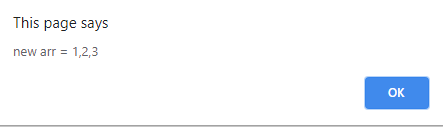 This page says
new arr = 1,2,3
OK